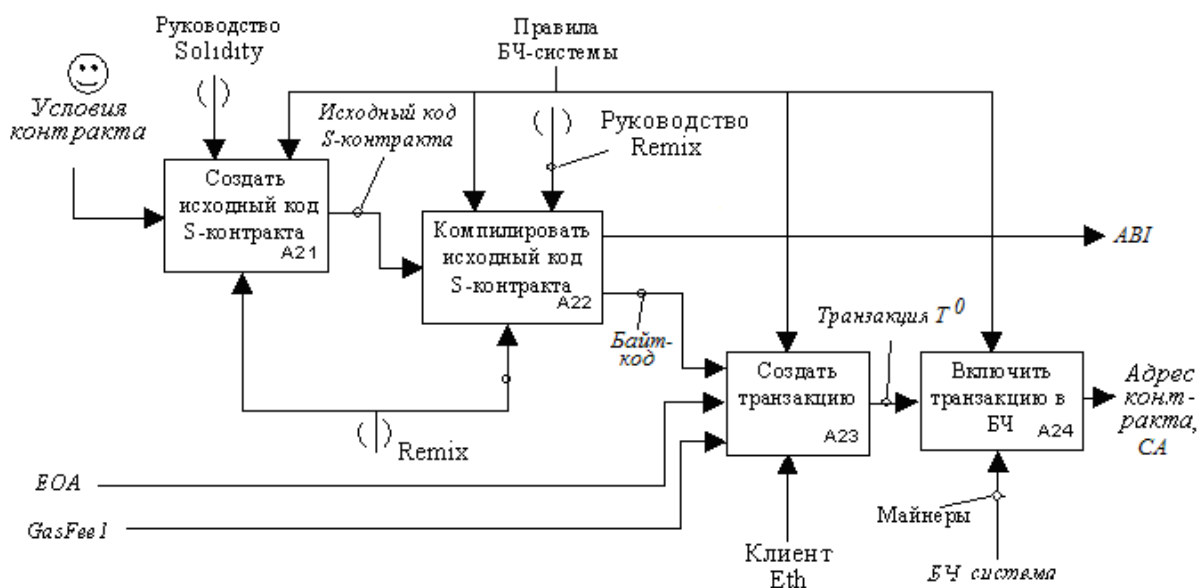 Руководство
Solidity
Правила
БЧ-системы
Условия
контракта
Исходный код
S-контракта
Руководство
Remix
Создать
исходный код
S-контракта
A21
Компилировать
исходный код
S-контракта
A22
ABI
Байт-
код
Транзакция T⁰
Создать
транзакцию
A23
Включить
транзакцию в
БЧ
A24
Адрес
конт-
ракта,
CA
Remix
EOA
GasFee1
Клиент
Eth
Майнеры
БЧ система